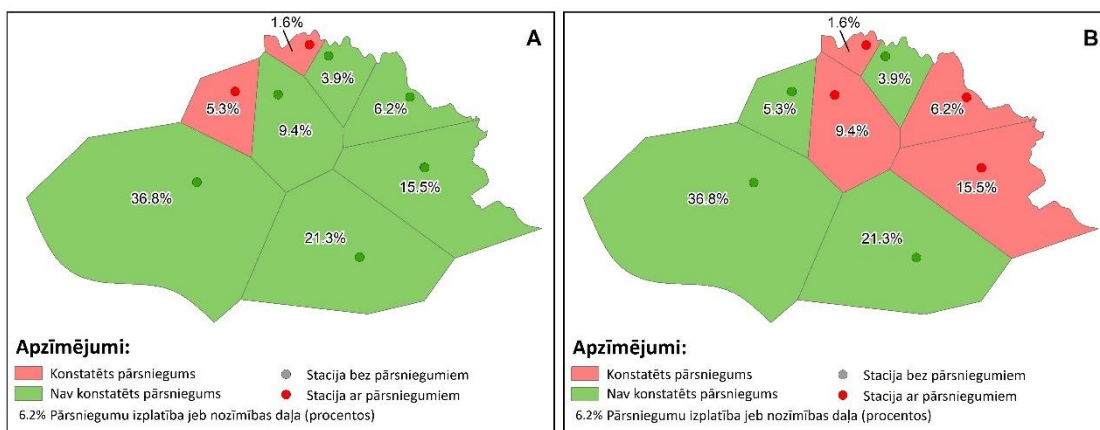 1.6%
A
3.9%
5.3%
6.2%
9.4%
15.5%
36.8%
21.3%
Apzīmējumi:
Konstatēts pārsniegums
Stacija bez pārsniegumiem
Nav konstatēts pārsniegums
Stacija ar pārsniegumiem
6.2% Pārsniegumu izplatība jeb nozīmības daļa (procentos)
1.6%
B
3.9%
5.3%
6.2%
9.4%
15.5%
36.8%
21.3%
Apzīmējumi:
Konstatēts pārsniegums
Stacija bez pārsniegumiem
Nav konstatēts pārsniegums
Stacija ar pārsniegumiem
6.2% Pārsniegumu izplatība jeb nozīmības daļa (procentos)